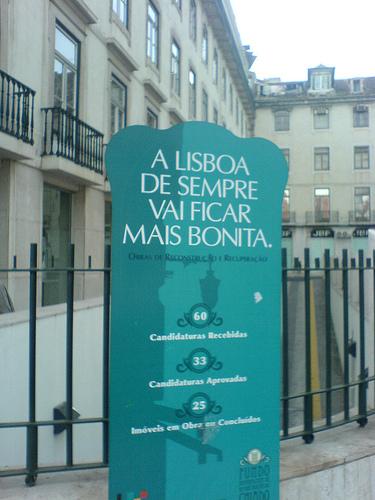 A LISBOA
DE SEMPRE
VAI FICAR
MAIS BONITA.
OBRAS DE RECONSTRUÇÃO E RECUPERAÇÃO
60
Candidaturas Recebidas
33
Candidaturas Aprovadas
25
Imóveis em Obra ou Concluídos
FUNDO